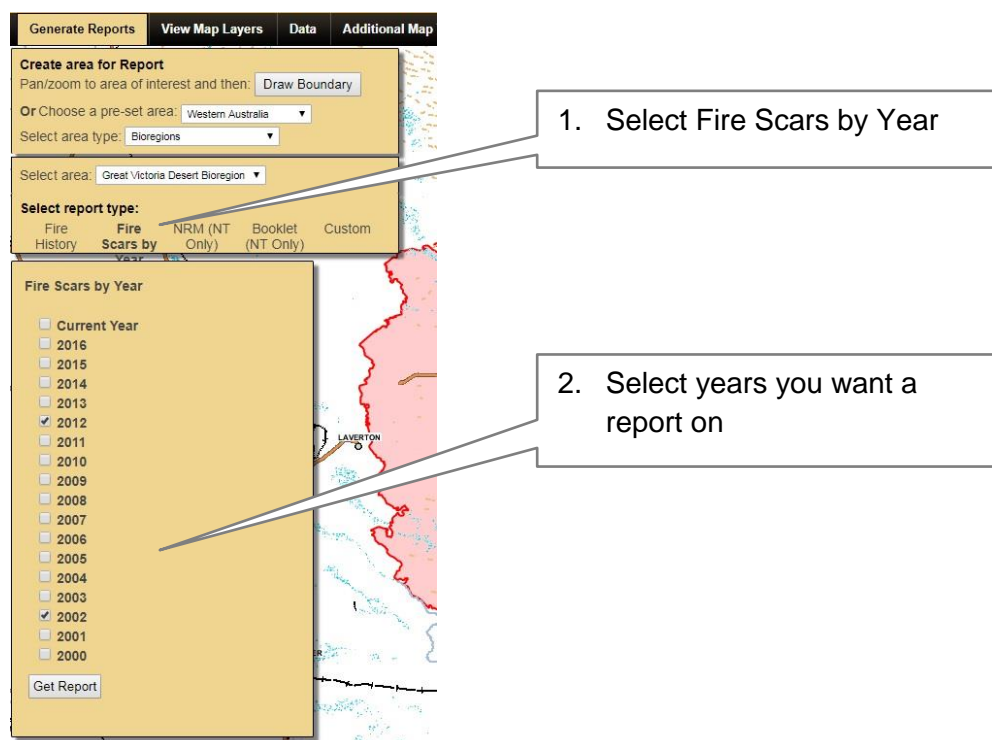 Generate Reports View Map Layers Data Additional Map
Create area for Report
Pan/zoom to area of interest and then: Draw Boundary
Or Choose a pre-set area: Western Australia
Select area type: Bioregions
Select area: Great Victoria Desert Bioregion
Select report type:
Fire Fire NRM (NT Booklet Custom
History Scars by Only) (NT Only)
Year
Fire Scars by Year
Current Year
2016
2015
2014
2013
2012
2011
2010
2009
2008
2007
2006
2005
2004
2003
2002
2001
2000
Get Report
LAVERTON
1. Select Fire Scars by Year
2. Select years you want a
report on